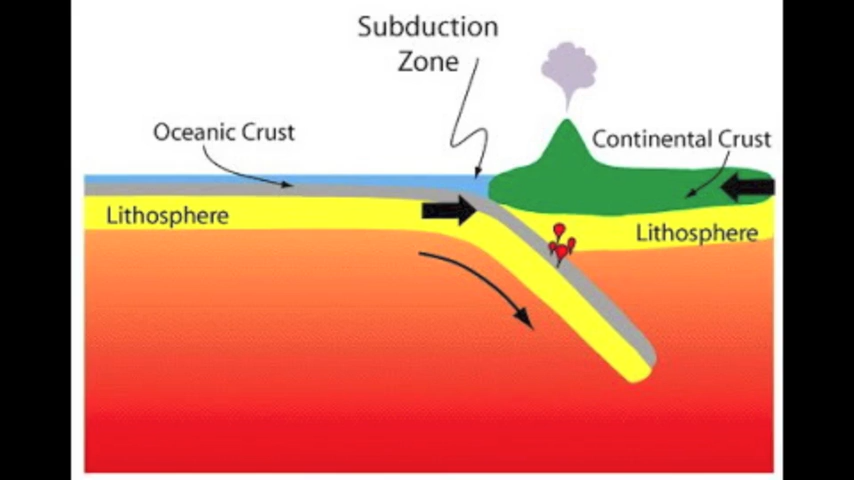 Subduction
Zone
Oceanic Crust
Continental Crust
Lithosphere
Lithosphere